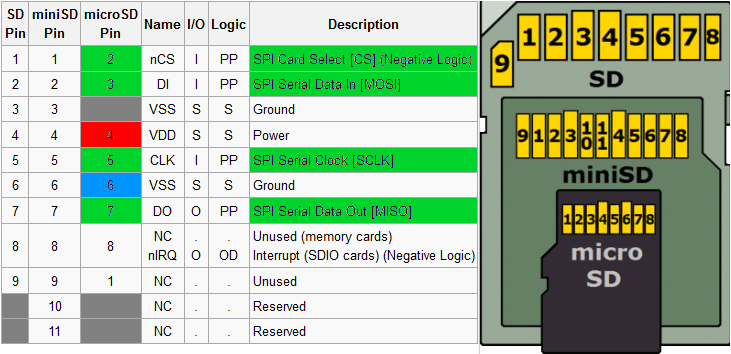 SD Pin miniSD Pin microSD Pin Name I/O Logic Description
1 1 2 nCS I PP SPI Card Select [CS] (Negative Logic)
2 2 3 DI I PP SPI Serial Data In [MOSI]
3 3 VSS S S Ground
4 4 4 VDD S S Power
5 5 5 CLK I PP SPI Serial Clock [SCLK]
6 6 6 VSS S S Ground
7 7 7 DO O PP SPI Serial Data Out [MISO]
8 8 8 NC . . Unused (memory cards)
nIRQ O OD Interrupt (SDIO cards) (Negative Logic)
9 9 1 NC . . Unused
10 NC . . Reserved
11 NC . . Reserved
1 2 3 4 5 6 7 8
9
SD
9 1 2 3 10 11 4 5 6 7 8
miniSD
1 2 3 4 5 6 7 8
micro
SD